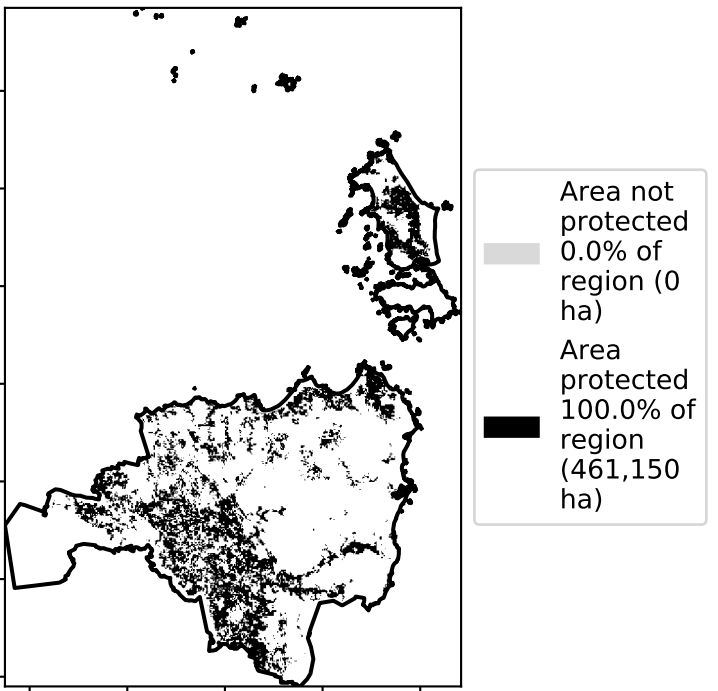 Area not
protected
0.0% of
region (0
ha)
Area
protected
100.0% of
region
(461,150
ha)